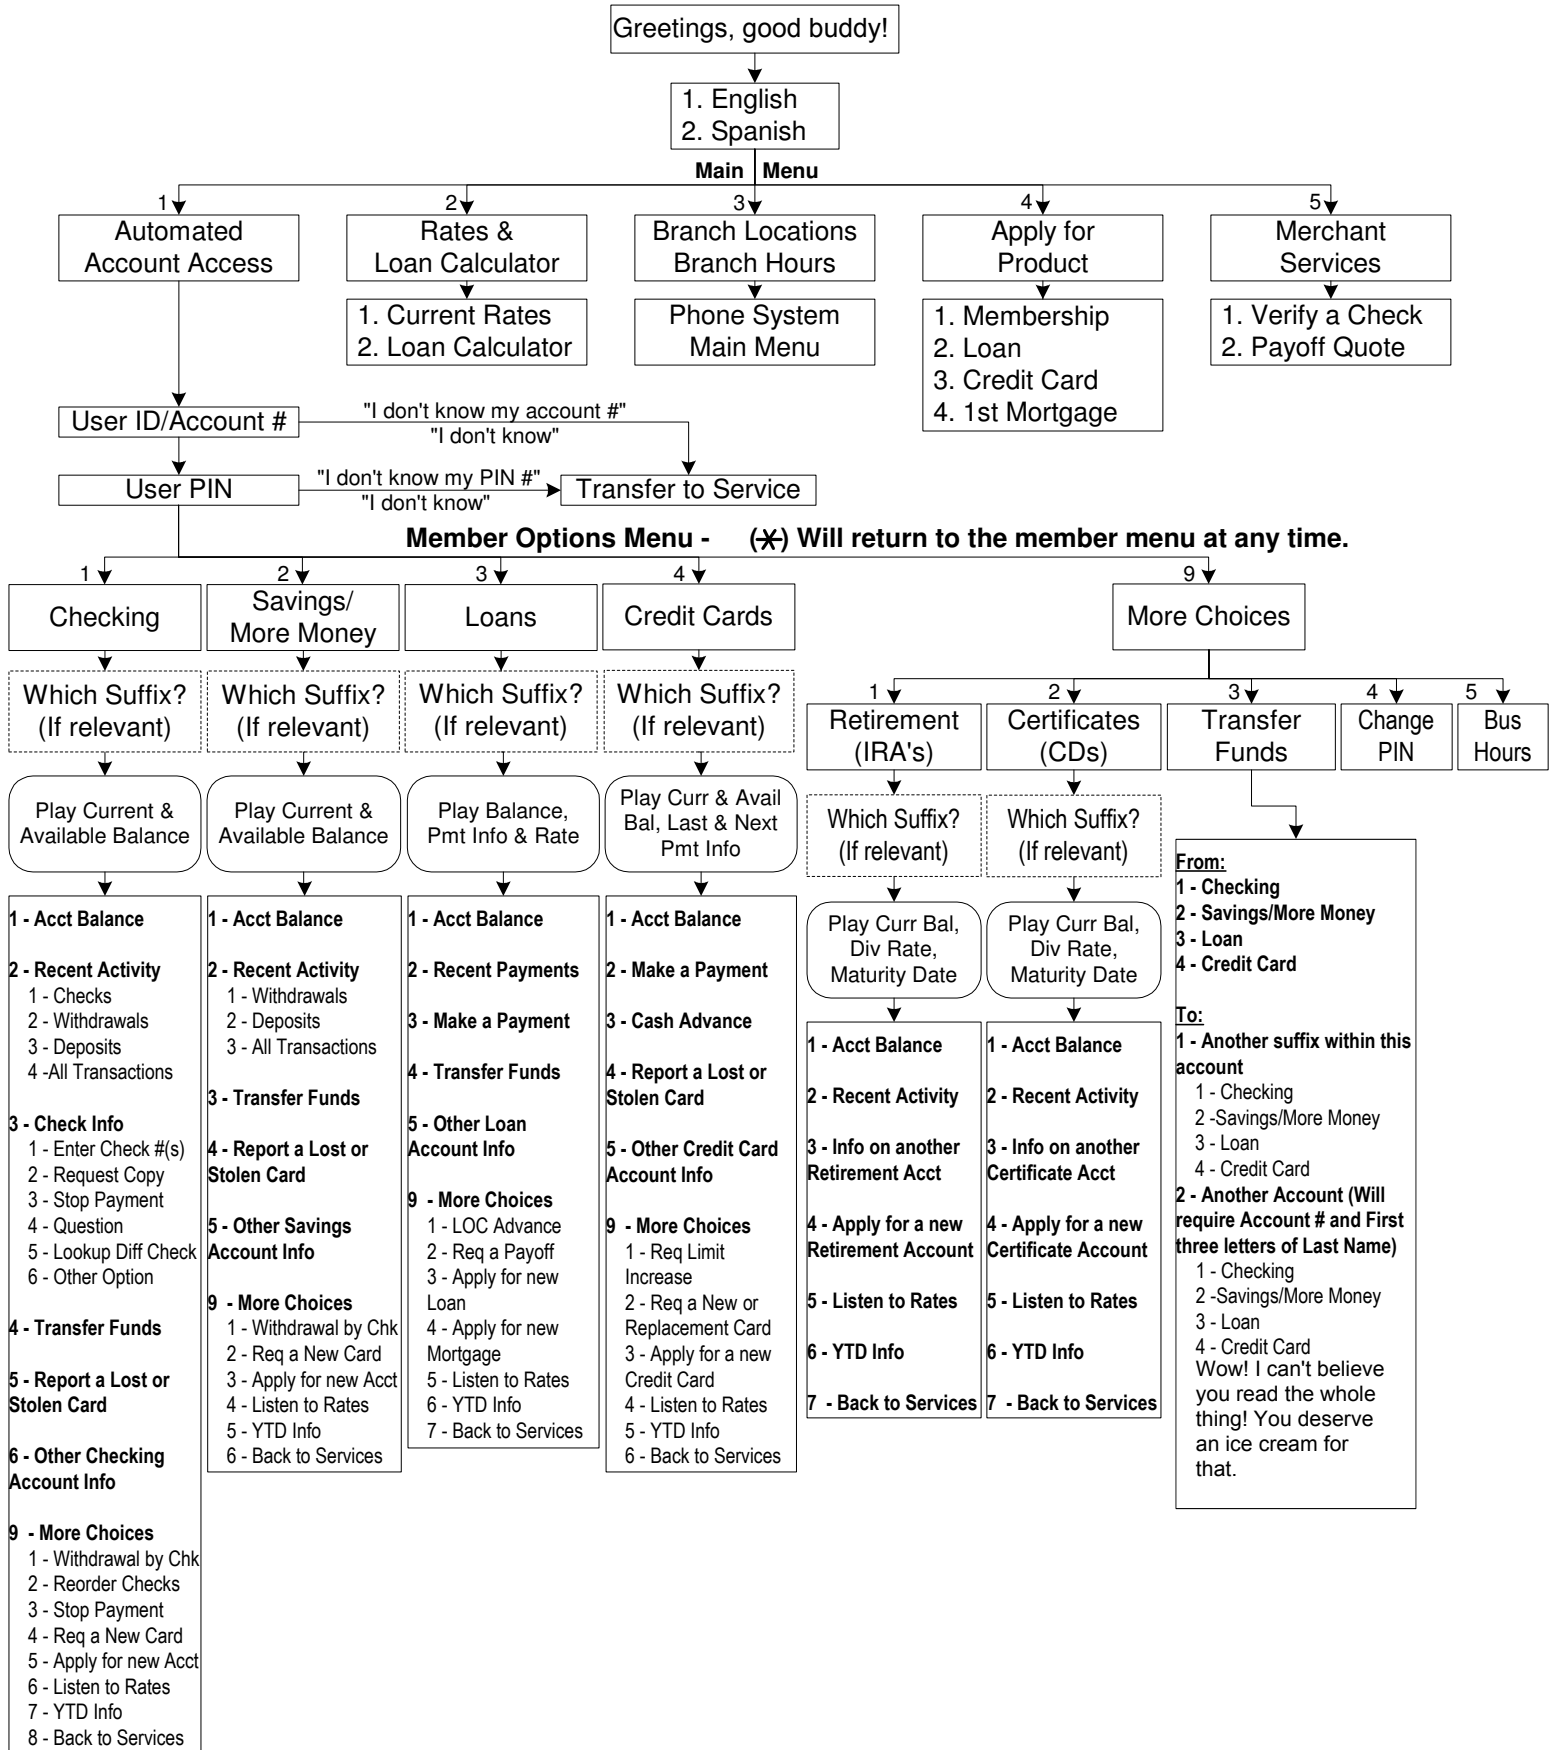 Greetings, good buddy!
1. English
2. Spanish
Main Menu
1
Automated
Account Access
2
Rates &
Loan Calculator
3
Branch Locations
Branch Hours
4
Apply for
Product
5
Merchant
Services
1. Current Rates
2. Loan Calculator
Phone System
Main Menu
1. Membership
2. Loan
3. Credit Card
4. 1st Mortgage
1. Verify a Check
2. Payoff Quote
User ID/Account #
"I don't know my account #"
"I don't know"
User PIN
"I don't know my PIN #"
"I don't know"
Transfer to Service
Member Options Menu - (*) Will return to the member menu at any time.
1
Checking
2
Savings/
More Money
3
Loans
4
Credit Cards
9
More Choices
Which Suffix?
(If relevant)
Which Suffix?
(If relevant)
Which Suffix?
(If relevant)
Which Suffix?
(If relevant)
1
Retirement
(IRA's)
2
Certificates
(CDs)
3
Transfer
Funds
4
Change
PIN
5
Bus
Hours
Play Current &
Available Balance
Play Current &
Available Balance
Play Balance,
Pmt Info & Rate
Play Curr & Avail
Bal, Last & Next
Pmt Info
Which Suffix?
(If relevant)
Which Suffix?
(If relevant)
Play Curr Bal,
Div Rate,
Maturity Date
Play Curr Bal,
Div Rate,
Maturity Date
1 - Acct Balance
2 - Recent Activity
1 - Checks
2 - Withdrawals
3 - Deposits
4 -All Transactions
3 - Check Info
1 - Enter Check #(s)
2 - Request Copy
3 - Stop Payment
4 - Question
5 - Lookup Diff Check
6 - Other Option
4 - Transfer Funds
5 - Report a Lost or
Stolen Card
6 - Other Checking
Account Info
9 - More Choices
1 - Withdrawal by Chk
2 - Reorder Checks
3 - Stop Payment
4 - Req a New Card
5 - Apply for new Acct
6 - Listen to Rates
7 - YTD Info
8 - Back to Services
1 - Acct Balance
2 - Recent Activity
1 - Withdrawals
2 - Deposits
3 - All Transactions
3 - Transfer Funds
4 - Report a Lost or
Stolen Card
5 - Other Savings
Account Info
9 - More Choices
1 - Withdrawal by Chk
2 - Req a New Card
3 - Apply for new Acct
4 - Listen to Rates
5 - YTD Info
6 - Back to Services
1 - Acct Balance
2 - Recent Payments
3 - Make a Payment
4 - Transfer Funds
5 - Other Loan
Account Info
9 - More Choices
1 - LOC Advance
2 - Req a Payoff
3 - Apply for new
Loan
4 - Apply for new
Mortgage
5 - Listen to Rates
6 - YTD Info
7 - Back to Services
1 - Acct Balance
2 - Make a Payment
3 - Cash Advance
4 - Report a Lost or
Stolen Card
5 - Other Credit Card
Account Info
9 - More Choices
1 - Req Limit
Increase
2 - Req a New or
Replacement Card
3 - Apply for a new
Credit Card
4 - Listen to Rates
5 - YTD Info
6 - Back to Services
1 - Acct Balance
2 - Recent Activity
3 - Info on another
Retirement Acct
4 - Apply for a new
Retirement Account
5 - Listen to Rates
6 - YTD Info
7 - Back to Services
1 - Acct Balance
2 - Recent Activity
3 - Info on another
Certificate Acct
4 - Apply for a new
Certificate Account
5 - Listen to Rates
6 - YTD Info
7 - Back to Services
From:
1 - Checking
2 - Savings/More Money
3 - Loan
4 - Credit Card
To:
1 - Another suffix within this
account
1 - Checking
2 -Savings/More Money
3 - Loan
4 - Credit Card
2 - Another Account (Will
require Account # and First
three letters of Last Name)
1 - Checking
2 -Savings/More Money
3 - Loan
4 - Credit Card
Wow! I can't believe
you read the whole
thing! You deserve
an ice cream for
that.